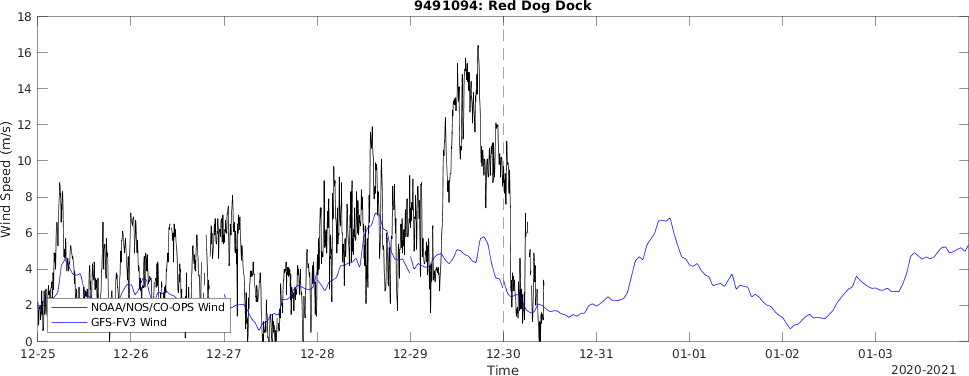 9491094: Red Dog Dock
18
16
14
12
10
8
6
4
2
0
Wind Speed (m/s)
NOAA/NOS/CO-OPS Wind
GFS-FV3 Wind
12-25 12-26 12-27 12-28 12-29 12-30 12-31 01-01 01-02 01-03
Time
2020-2021